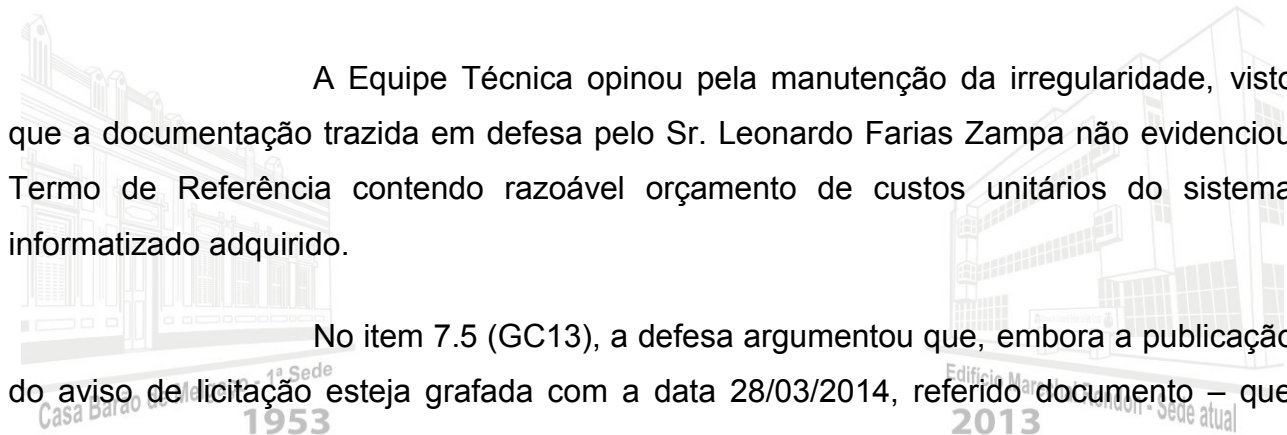 A Equipe Técnica opinou pela manutenção da irregularidade, visto
que a documentação trazida em defesa pelo Sr. Leonardo Farias Zampa não evidenciou
Termo de Referência contendo razoável orçamento de custos unitários do sistema
informatizado adquirido.
No item 7.5 (GC13), a defesa argumentou que, embora a publicação
do aviso de licitação esteja grafada com a data 28/03/2014, referido documento – que
Casa Barão de - 1ª Sede
1953
Edifício - Sede atual
2013